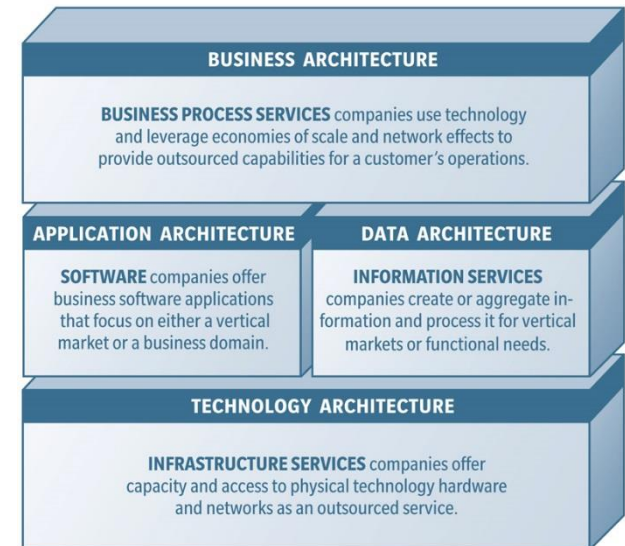 BUSINESS ARCHITECTURE
BUSINESS PROCESS SERVICES companies use technology
and leverage economies of scale and network effects to
provide outsourced capabilities for a customer's operations.
APPLICATION ARCHITECTURE
SOFTWARE companies offer
business software applications
that focus on either a vertical
market or a business domain.
DATA ARCHITECTURE
INFORMATION SERVICES
companies create or aggregate in-
formation and process it for vertical
markets or functional needs.
TECHNOLOGY ARCHITECTURE
INFRASTRUCTURE SERVICES companies offer
capacity and access to physical technology hardware
and networks as an outsourced service.